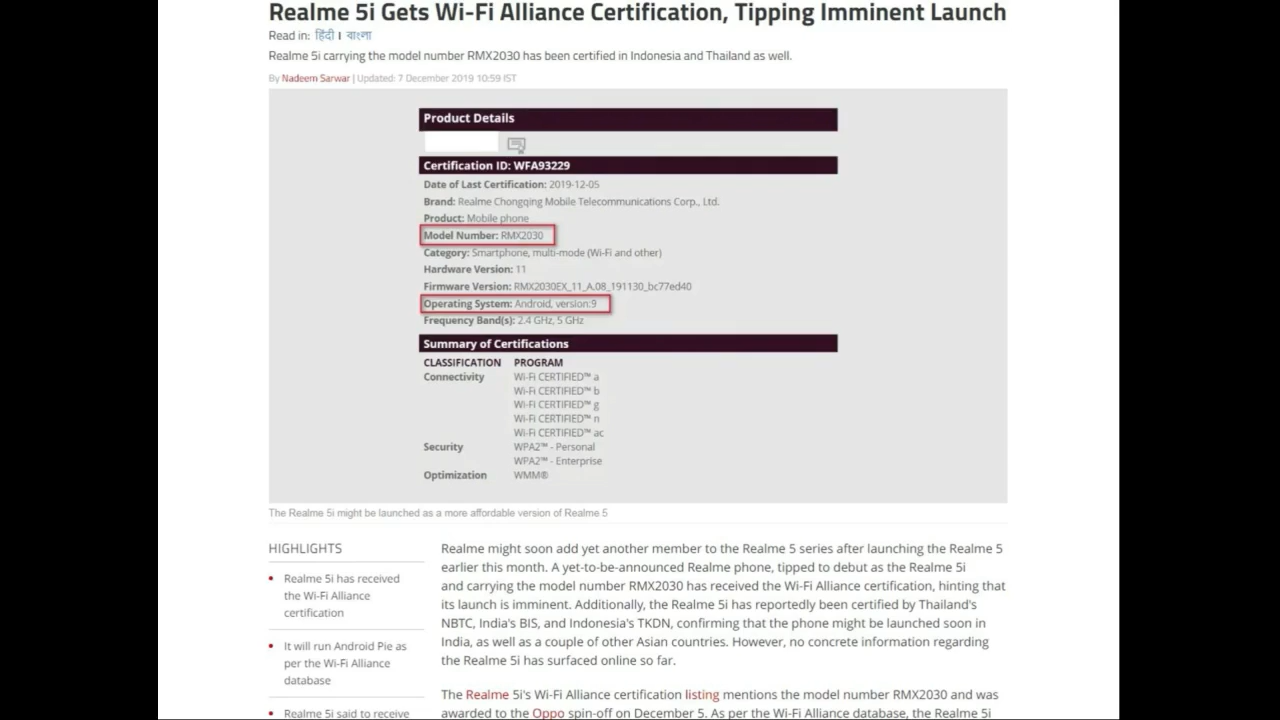 Realme 5i Gets Wi-Fi Alliance Certification, Tipping Imminent Launch
Read in: हिंदी | বাংলা
Realme 5i carrying the model number RMX2030 has been certified in Indonesia and Thailand as well.
By Nadeem Sarwar | Updated: 7 December 2019 10:59 IST
Product Details
Certification ID: WFA93229
Date of Last Certification: 2019-12-05
Brand: Realme Chongqing Mobile Telecommunications Corp., Ltd.
Product: Mobile phone
Model Number: RMX2030
Category: Smartphone, multi-mode (Wi-Fi and other)
Hardware Version: 11
Firmware Version: RMX2030EX_11_A.08_191130_bc77ed40
Operating System: Android, version:9
Frequency Band(s): 2.4 GHz, 5 GHz
Summary of Certifications
CLASSIFICATION PROGRAM
Connectivity Wi-Fi CERTIFIED™ a
Wi-Fi CERTIFIED™ b
Wi-Fi CERTIFIED™ g
Wi-Fi CERTIFIED™ n
Wi-Fi CERTIFIED™ ac
Security WPA2™ - Personal
WPA2™ - Enterprise
Optimization WMM®
The Realme 5i might be launched as a more affordable version of Realme 5
HIGHLIGHTS
Realme 5i has received
the Wi-Fi Alliance
certification
It will run Android Pie as
per the Wi-Fi Alliance
database
Realme 5i said to receive
Realme might soon add yet another member to the Realme 5 series after launching the Realme 5
earlier this month. A yet-to-be-announced Realme phone, tipped to debut as the Realme 5i
and carrying the model number RMX2030 has received the Wi-Fi Alliance certification, hinting that
its launch is imminent. Additionally, the Realme 5i has reportedly been certified by Thailand's
NBTC, India's BIS, and Indonesia's TKDN, confirming that the phone might be launched soon in
India, as well as a couple of other Asian countries. However, no concrete information regarding
the Realme 5i has surfaced online so far.
The Realme 5i's Wi-Fi Alliance certification listing mentions the model number RMX2030 and was
awarded to the Oppo spin-off on December 5. As per the Wi-Fi Alliance database, the Realme 5i